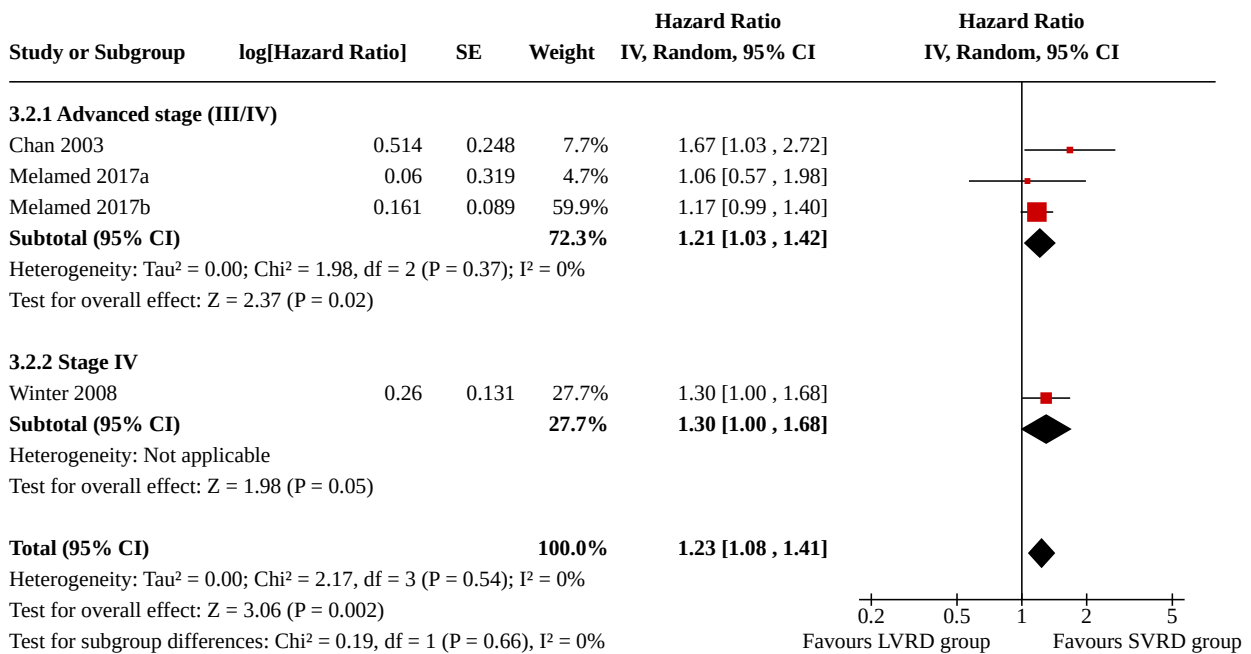 Hazard Ratio Hazard Ratio
Study or Subgroup log[Hazard Ratio] SE Weight IV, Random, 95% CI IV, Random, 95% CI
3.2.1 Advanced stage (III/IV)
Chan 2003 0.514 0.248 7.7% 1.67 [1.03 , 2.72]
Melamed 2017a 0.06 0.319 4.7% 1.06 [0.57 , 1.98]
Melamed 2017b 0.161 0.089 59.9% 1.17 [0.99 , 1.40]
Subtotal (95% CI) 72.3% 1.21 [1.03 , 1.42]
Heterogeneity: Tau² = 0.00; Chi² = 1.98, df = 2 (P = 0.37); I² = 0%
Test for overall effect: Z = 2.37 (P = 0.02)
3.2.2 Stage IV
Winter 2008 0.26 0.131 27.7% 1.30 [1.00 , 1.68]
Subtotal (95% CI) 27.7% 1.30 [1.00 , 1.68]
Heterogeneity: Not applicable
Test for overall effect: Z = 1.98 (P = 0.05)
Total (95% CI) 100.0% 1.23 [1.08 , 1.41]
Heterogeneity: Tau² = 0.00; Chi² = 2.17, df = 3 (P = 0.54); I² = 0%
Test for overall effect: Z = 3.06 (P = 0.002)
0.2 0.5 1 2 5
Test for subgroup differences: Chi² = 0.19, df = 1 (P = 0.66), I² = 0%
Favours LVRD group Favours SVRD group